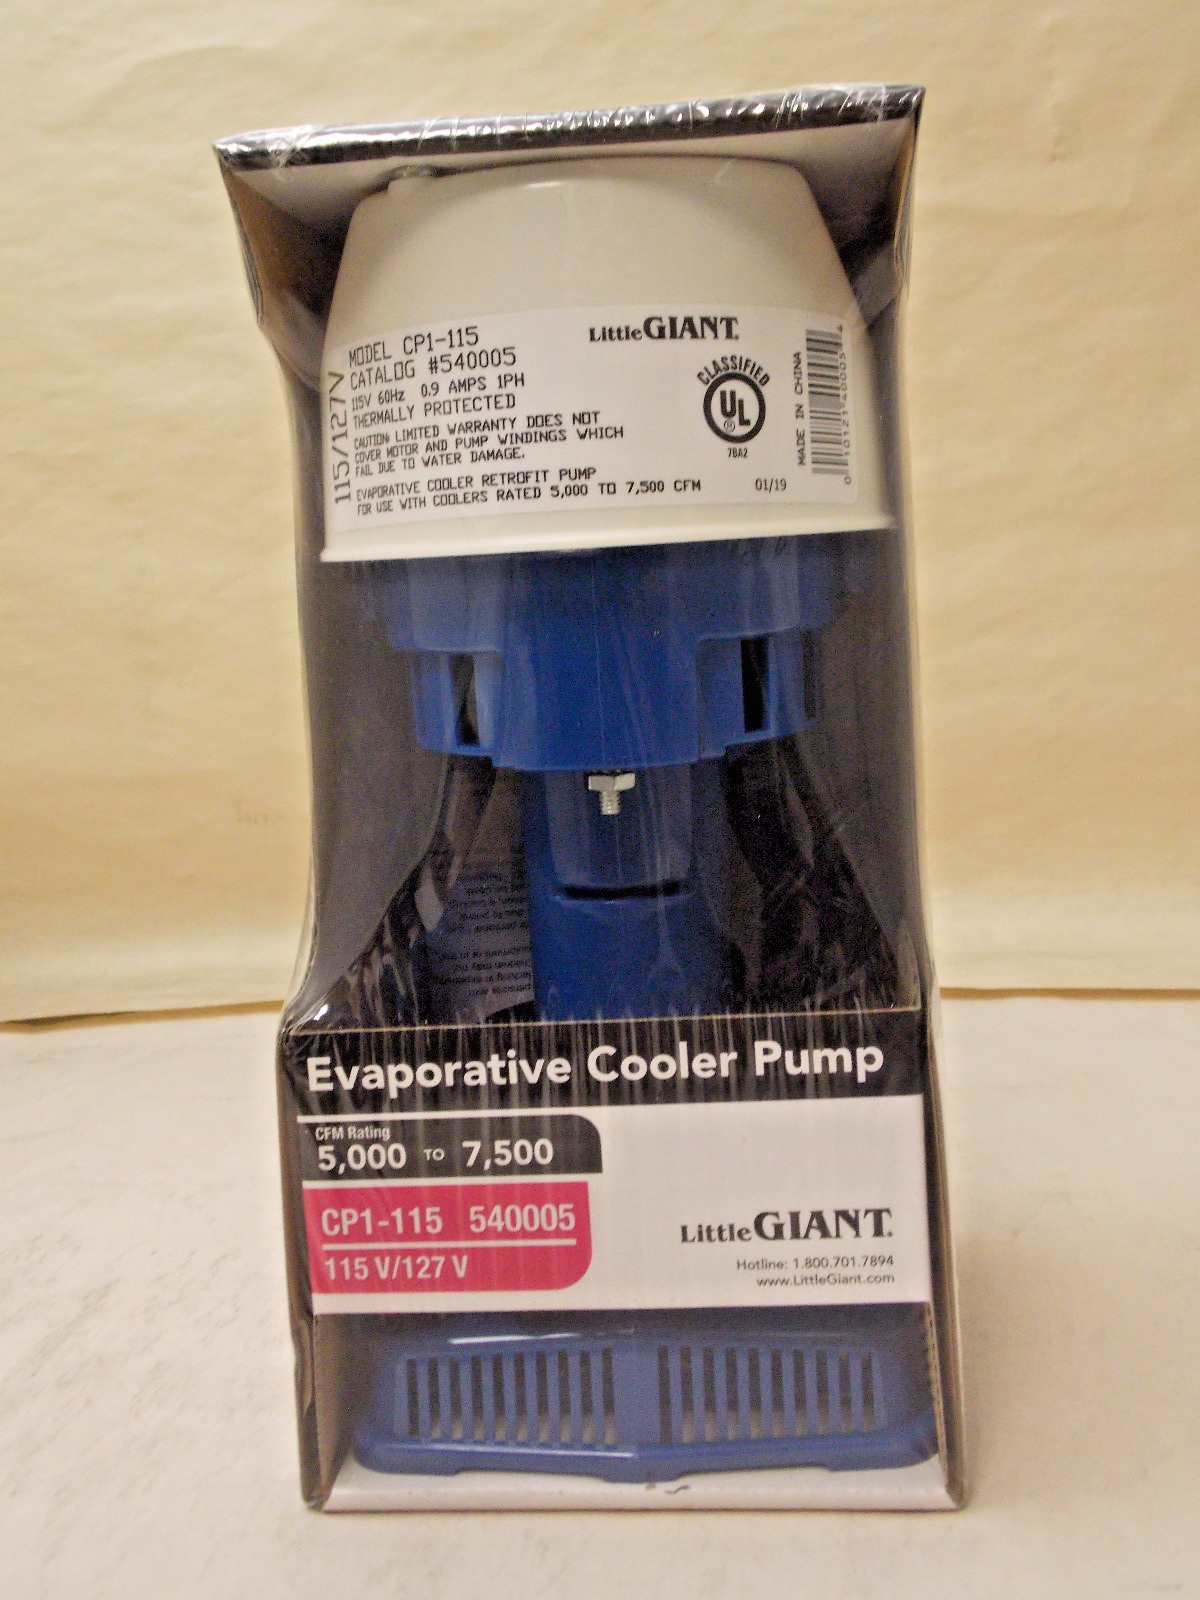 MODEL CP1-115
CATALOG #540005
115V 60Hz 0.9 AMPS 1PH
THERMALLY PROTECTED
CAUTION: LIMITED WARRANTY DOES NOT
COVER MOTOR AND PUMP WINDINGS WHICH
FAIL DUE TO WATER DAMAGE.
EVAPORATIVE COOLER RETROFIT PUMP
FOR USE WITH COOLERS RATED 5,000 TO 7,500 CFM
115/127V
Little GIANT.
CLASSIFIED
UL
®
78A2
01/19
MADE IN CHINA
Evaporative Cooler Pump
CFM Rating
5,000 TO 7,500
CP1-115 540005
115 V/127 V
Little GIANT.
Hotline: 1.800.701.7894
www.LittleGiant.com